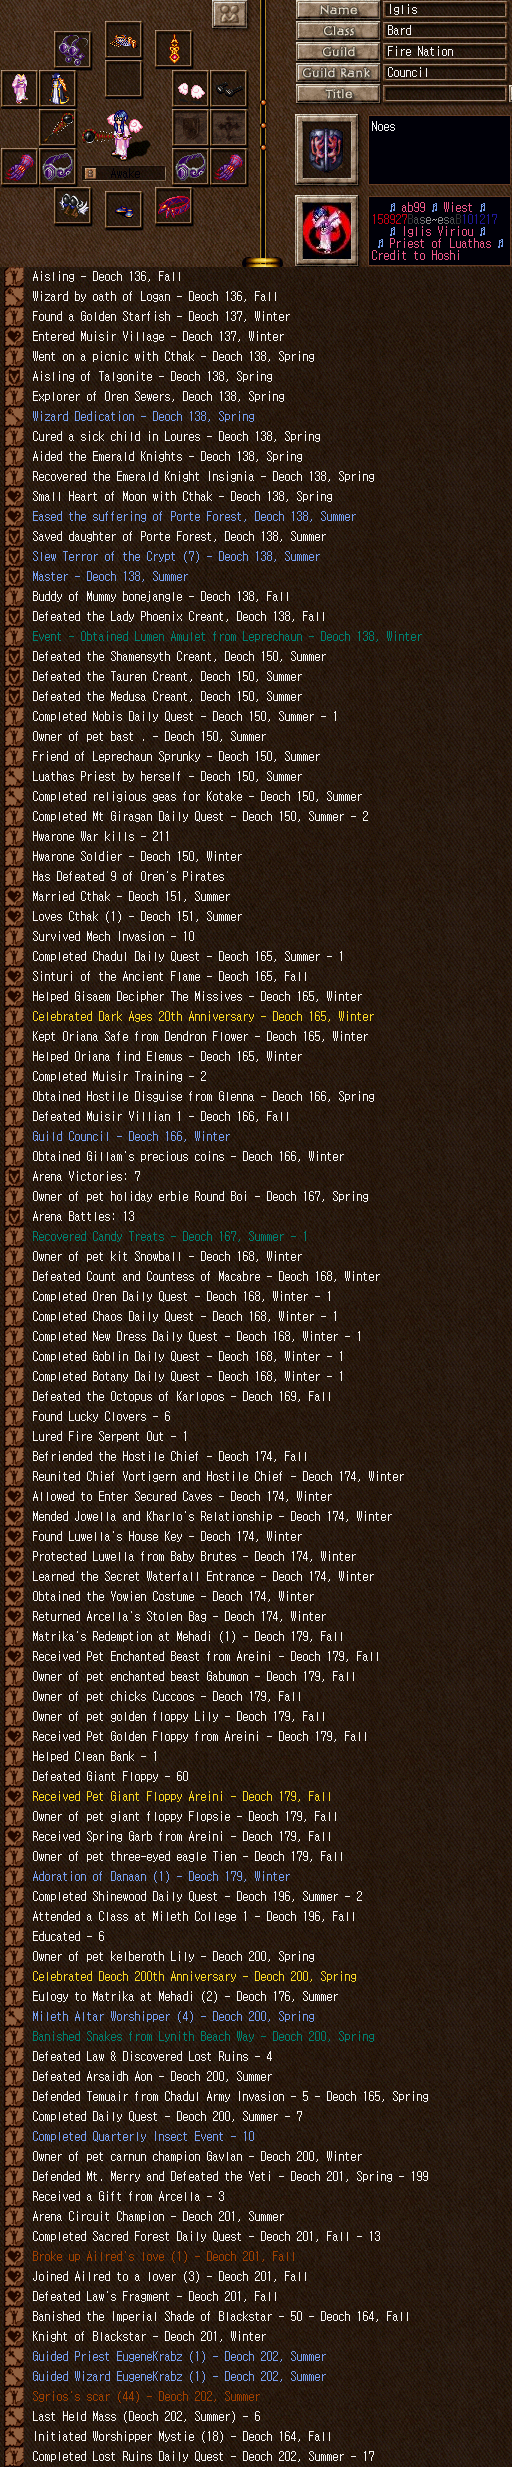 Name Iglis
Class Bard
Guild Fire Nation
Guild Rank Council
Title
B Awake
Noes
♬ ab99 ♬ Wiest ♬
158927Base~esaB101217
♬ Iglis Viriou ♬
♬ Priest of Luathas ♬
Credit to Hoshi
Aisling - Deoch 136, Fall
Wizard by oath of Logan - Deoch 136, Fall
Found a Golden Starfish - Deoch 137, Winter
Entered Muisir Village - Deoch 137, Winter
Went on a picnic with Cthak - Deoch 138, Spring
Aisling of Talgonite - Deoch 138, Spring
Explorer of Oren Sewers, Deoch 138, Spring
Wizard Dedication - Deoch 138, Spring
Cured a sick child in Loures - Deoch 138, Spring
Aided the Emerald Knights - Deoch 138, Spring
Recovered the Emerald Knight Insignia - Deoch 138, Spring
Small Heart of Moon with Cthak - Deoch 138, Spring
Eased the suffering of Porte Forest, Deoch 138, Summer
Saved daughter of Porte Forest, Deoch 138, Summer
Slew Terror of the Crypt (7) - Deoch 138, Summer
Master - Deoch 138, Summer
Buddy of Mummy bonejangle - Deoch 138, Fall
Defeated the Lady Phoenix Creant, Deoch 138, Fall
Event - Obtained Lumen Amulet from Leprechaun - Deoch 138, Winter
Defeated the Shamensyth Creant, Deoch 150, Summer
Defeated the Tauren Creant, Deoch 150, Summer
Defeated the Medusa Creant, Deoch 150, Summer
Completed Nobis Daily Quest - Deoch 150, Summer - 1
Owner of pet bast . - Deoch 150, Summer
Friend of Leprechaun Sprunky - Deoch 150, Summer
Luathas Priest by herself - Deoch 150, Summer
Completed religious geas for Kotake - Deoch 150, Summer
Completed Mt Giragan Daily Quest - Deoch 150, Summer - 2
Hwarone War kills - 211
Hwarone Soldier - Deoch 150, Winter
Has Defeated 9 of Oren's Pirates
Married Cthak - Deoch 151, Summer
Loves Cthak (1) - Deoch 151, Summer
Survived Mech Invasion - 10
Completed Chadul Daily Quest - Deoch 165, Summer - 1
Sinturi of the Ancient Flame - Deoch 165, Fall
Helped Gisaem Decipher The Missives - Deoch 165, Winter
Celebrated Dark Ages 20th Anniversary - Deoch 165, Winter
Kept Oriana Safe from Dendron Flower - Deoch 165, Winter
Helped Oriana find Elemus - Deoch 165, Winter
Completed Muisir Training - 2
Obtained Hostile Disguise from Glenna - Deoch 166, Spring
Defeated Muisir Villian 1 - Deoch 166, Fall
Guild Council - Deoch 166, Winter
Obtained Gillam's precious coins - Deoch 166, Winter
Arena Victories: 7
Owner of pet holiday erbie Round Boi - Deoch 167, Spring
Arena Battles: 13
Recovered Candy Treats - Deoch 167, Summer - 1
Owner of pet kit Snowball - Deoch 168, Winter
Defeated Count and Countess of Macabre - Deoch 168, Winter
Completed Oren Daily Quest - Deoch 168, Winter - 1
Completed Chaos Daily Quest - Deoch 168, Winter - 1
Completed New Dress Daily Quest - Deoch 168, Winter - 1
Completed Goblin Daily Quest - Deoch 168, Winter - 1
Completed Botany Daily Quest - Deoch 168, Winter - 1
Defeated the Octopus of Karlopos - Deoch 169, Fall
Found Lucky Clovers - 6
Lured Fire Serpent Out - 1
Befriended the Hostile Chief - Deoch 174, Fall
Reunited Chief Vortigern and Hostile Chief - Deoch 174, Winter
Allowed to Enter Secured Caves - Deoch 174, Winter
Mended Jowella and Kharlo's Relationship - Deoch 174, Winter
Found Luwella's House Key - Deoch 174, Winter
Protected Luwella from Baby Brutes - Deoch 174, Winter
Learned the Secret Waterfall Entrance - Deoch 174, Winter
Obtained the Yowien Costume - Deoch 174, Winter
Returned Arcella's Stolen Bag - Deoch 174, Winter
Matrika's Redemption at Mehadi (1) - Deoch 179, Fall
Received Pet Enchanted Beast from Areini - Deoch 179, Fall
Owner of pet enchanted beast Gabumon - Deoch 179, Fall
Owner of pet chicks Cuccoos - Deoch 179, Fall
Owner of pet golden floppy Lily - Deoch 179, Fall
Received Pet Golden Floppy from Areini - Deoch 179, Fall
Helped Clean Bank - 1
Defeated Giant Floppy - 60
Received Pet Giant Floppy Areini - Deoch 179, Fall
Owner of pet giant floppy Flopsie - Deoch 179, Fall
Received Spring Garb from Areini - Deoch 179, Fall
Owner of pet three-eyed eagle Tien - Deoch 179, Fall
Adoration of Danaan (1) - Deoch 179, Winter
Completed Shinewood Daily Quest - Deoch 196, Summer - 2
Attended a Class at Mileth College 1 - Deoch 196, Fall
Educated - 6
Owner of pet kelberoth Lily - Deoch 200, Spring
Celebrated Deoch 200th Anniversary - Deoch 200, Spring
Eulogy to Matrika at Mehadi (2) - Deoch 176, Summer
Mileth Altar Worshipper (4) - Deoch 200, Spring
Banished Snakes from Lynith Beach Way - Deoch 200, Spring
Defeated Law & Discovered Lost Ruins - 4
Defeated Arsaidh Aon - Deoch 200, Summer
Defended Temuair from Chadul Army Invasion - 5 - Deoch 165, Spring
Completed Daily Quest - Deoch 200, Summer - 7
Completed Quarterly Insect Event - 10
Owner of pet carnun champion Gavlan - Deoch 200, Winter
Defended Mt. Merry and Defeated the Yeti - Deoch 201, Spring - 199
Received a Gift from Arcella - 3
Arena Circuit Champion - Deoch 201, Summer
Completed Sacred Forest Daily Quest - Deoch 201, Fall - 13
Broke up Ailred's love (1) - Deoch 201, Fall
Joined Ailred to a lover (3) - Deoch 201, Fall
Defeated Law's Fragment - Deoch 201, Fall
Banished the Imperial Shade of Blackstar - 50 - Deoch 164, Fall
Knight of Blackstar - Deoch 201, Winter
Guided Priest EugeneKrabz (1) - Deoch 202, Summer
Guided Wizard EugeneKrabz (1) - Deoch 202, Summer
Sgrios's scar (44) - Deoch 202, Summer
Last Held Mass (Deoch 202, Summer) - 6
Initiated Worshipper Mystie (18) - Deoch 164, Fall
Completed Lost Ruins Daily Quest - Deoch 202, Summer - 17